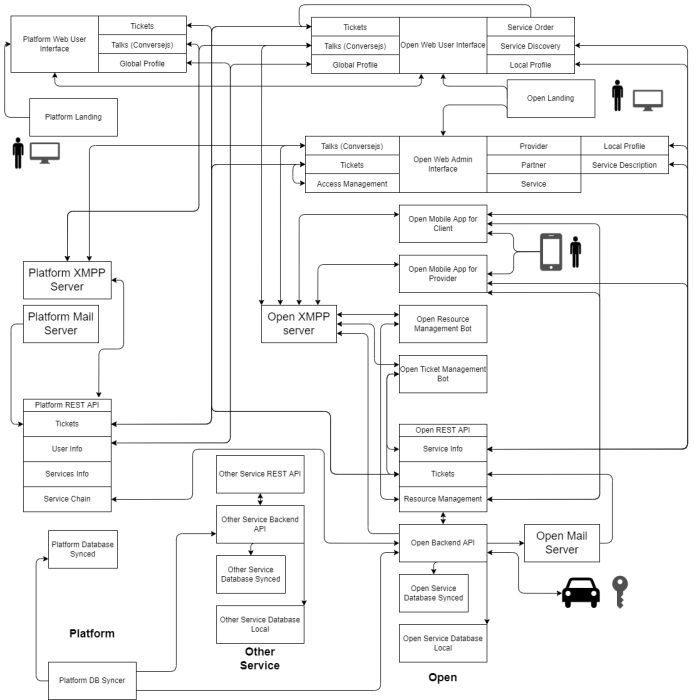 Platform Web User
Interface
Tickets
Talks (Conversejs)
Global Profile
Tickets
Talks (Conversejs)
Global Profile
Open Web User Interface
Service Order
Service Discovery
Local Profile
Platform Landing
Open Landing
Talks (Conversejs)
Tickets
Access Management
Open Web Admin
Interface
Provider
Partner
Service
Local Profile
Service Description
Open Mobile App for
Client
Open Mobile App for
Provider
Platform XMPP
Server
Platform Mail
Server
Open XMPP
server
Open Resource
Management Bot
Open Ticket Management
Bot
Platform REST API
Tickets
User Info
Services Info
Service Chain
Open REST API
Service Info
Tickets
Resource Management
Other Service REST API
Other Service Backend
API
Other Service
Database Synced
Other Service Database
Local
Open Backend API
Open Mail
Server
Open Service
Database Synced
Open Service Database
Local
Platform Database
Synced
Platform
Other
Service
Open
Platform DB Syncer